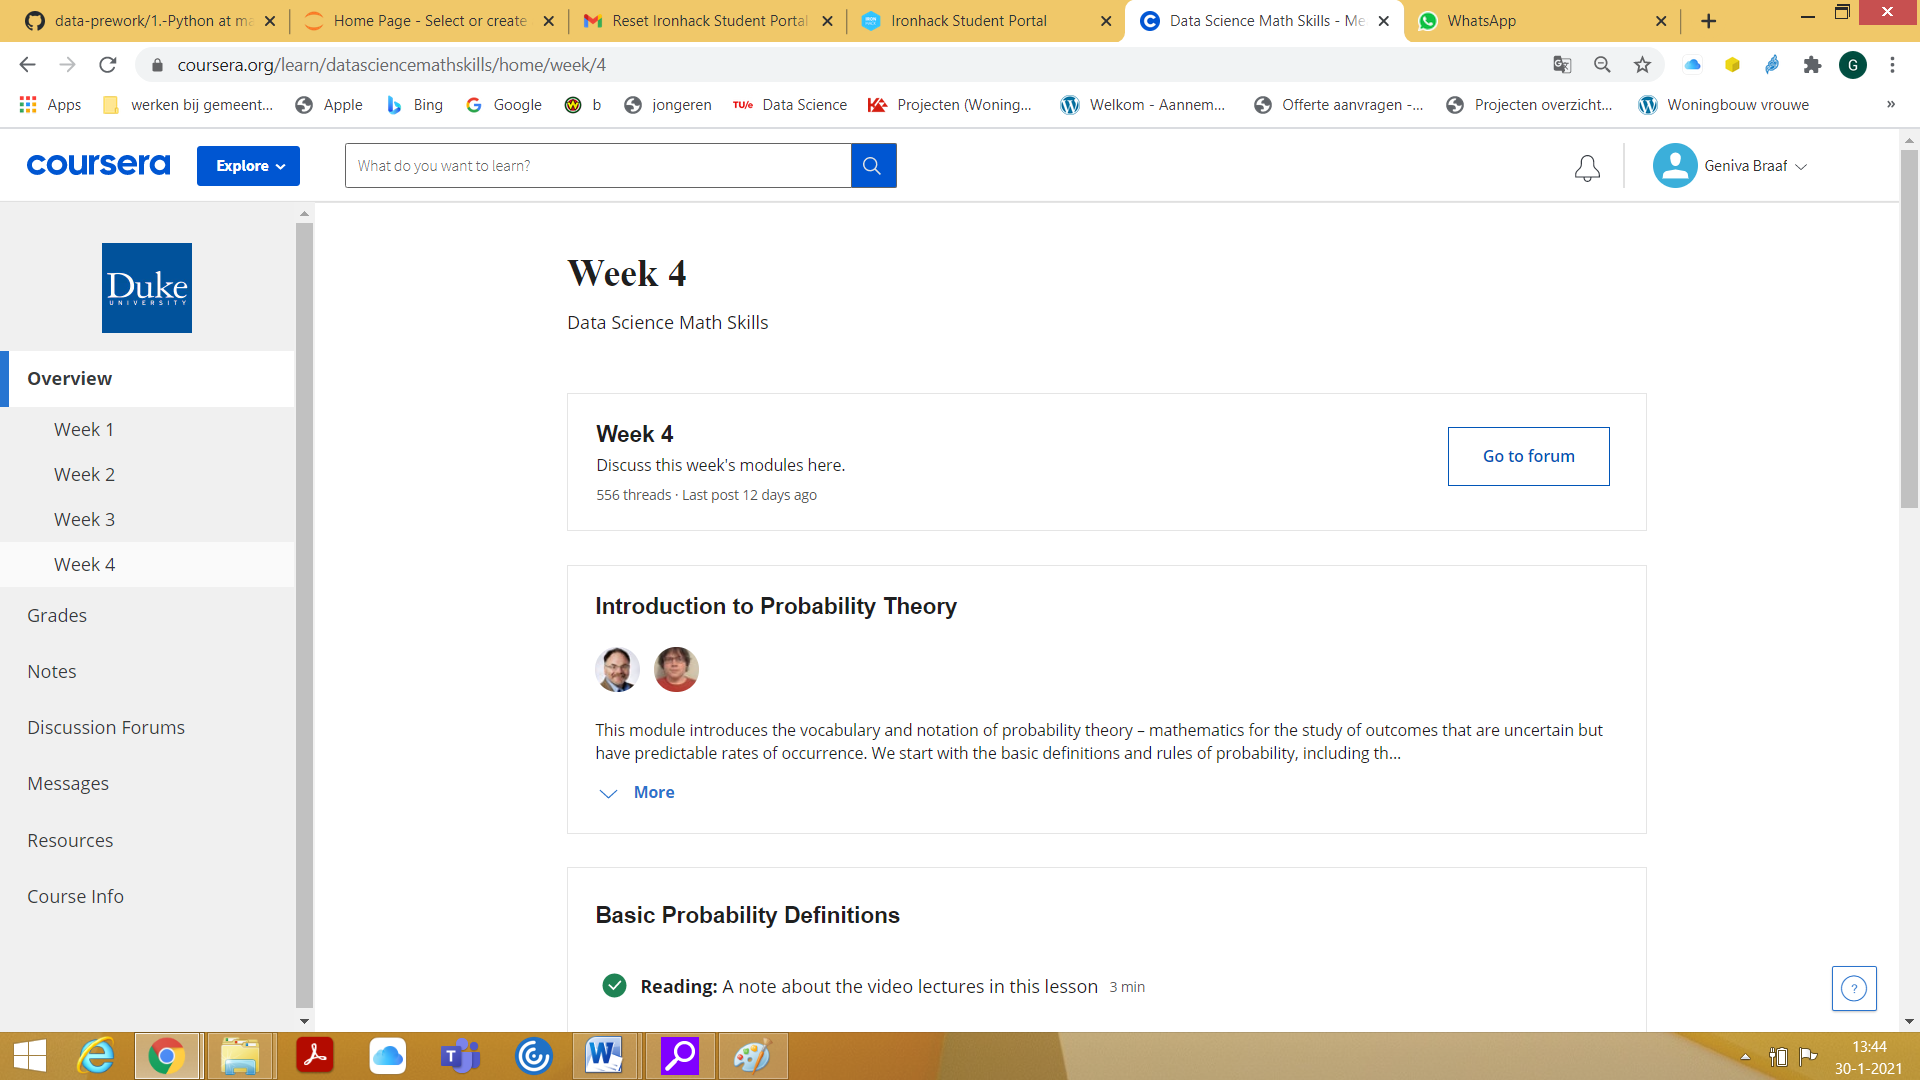 data-prework/1.-Python at ma
Home Page - Select or create
Reset Ironhack Student Portal
Ironhack Student Portal
Data Science Math Skills - Me
WhatsApp
coursera.org/learn/datasciencemathskills/home/week/4
G
Apps
werken bij gemeent...
Apple
Bing
Google
b
jongeren
TU/e Data Science
Projecten (Woning...
Welkom - Aannem...
Offerte aanvragen -...
Projecten overzicht...
Woningbouw vrouwe
»
coursera
Explore
What do you want to learn?
Geniva Braaf
Duke
UNIVERSITY
Overview
Week 1
Week 2
Week 3
Week 4
Grades
Notes
Discussion Forums
Messages
Resources
Course Info
Week 4
Data Science Math Skills
Week 4
Discuss this week's modules here.
556 threads · Last post 12 days ago
Go to forum
Introduction to Probability Theory
This module introduces the vocabulary and notation of probability theory – mathematics for the study of outcomes that are uncertain but
have predictable rates of occurrence. We start with the basic definitions and rules of probability, including th...
More
Basic Probability Definitions
Reading: A note about the video lectures in this lesson 3 min
?
13:44
30-1-2021